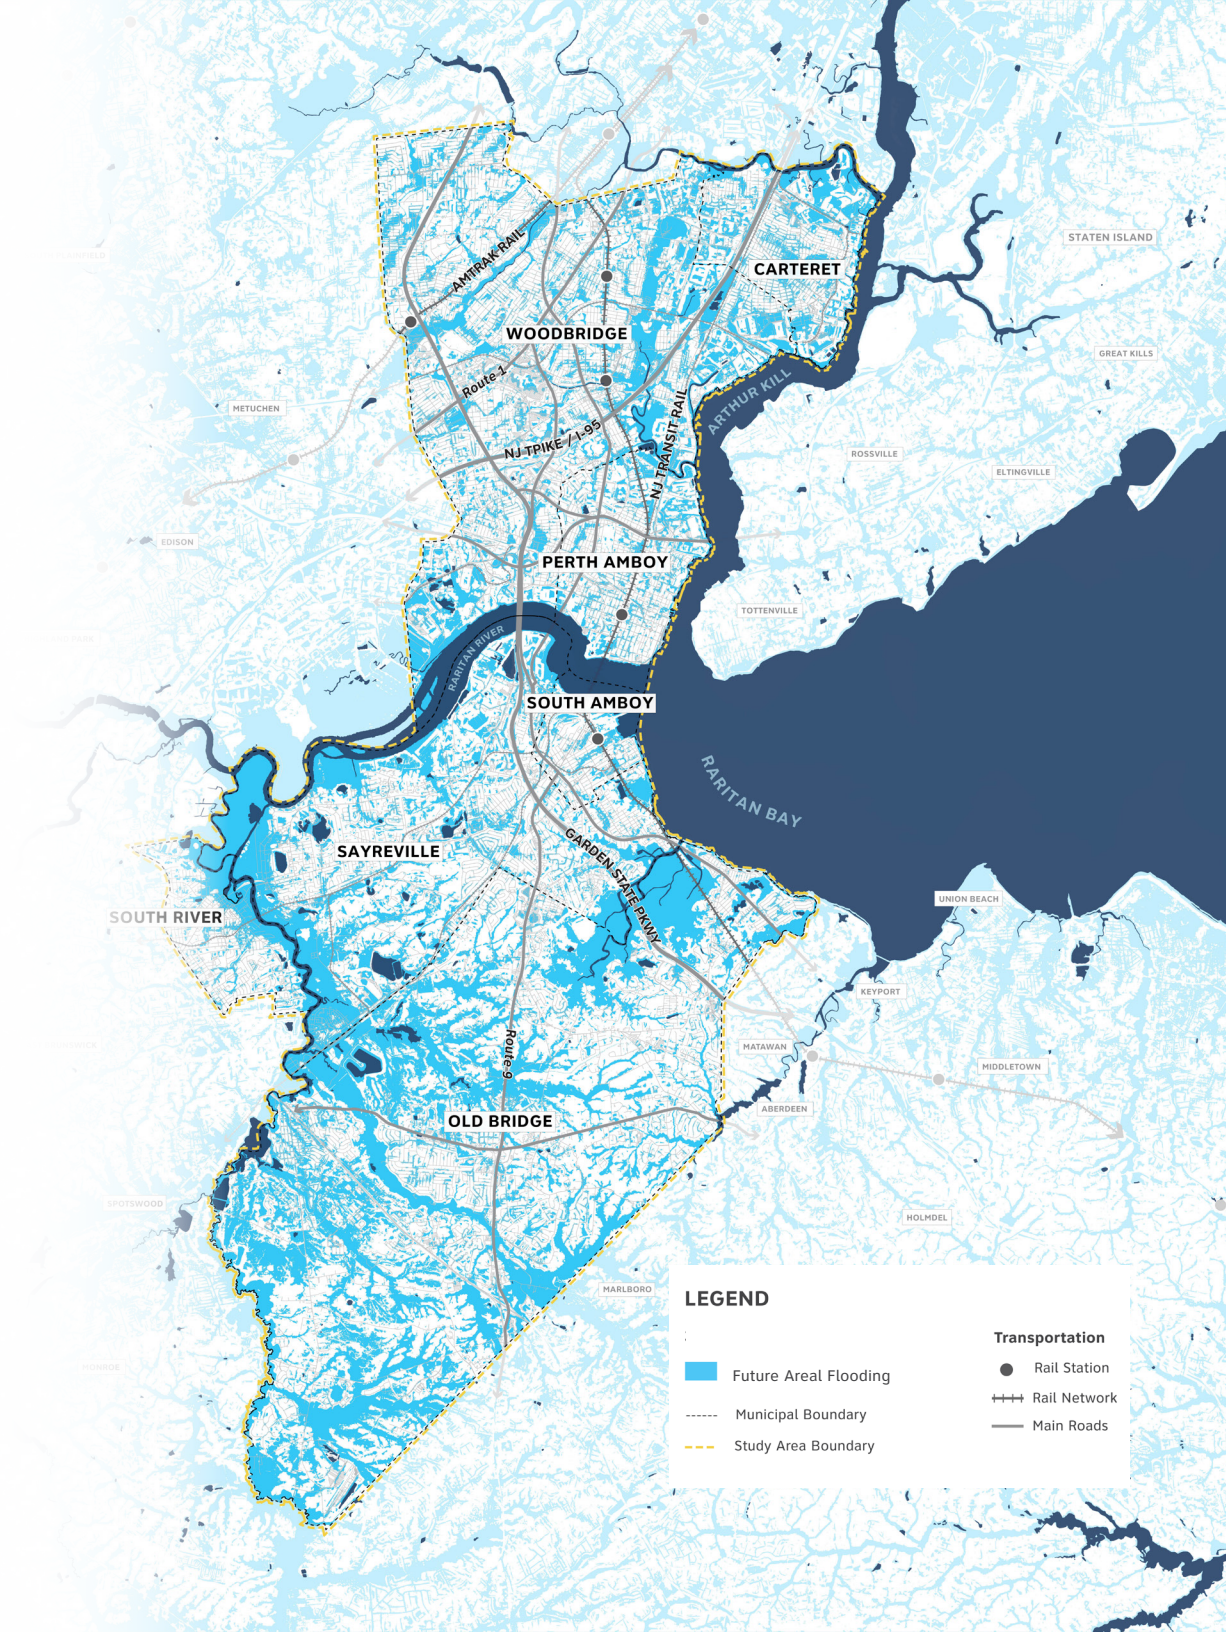 STATEN ISLAND
CARTERET
AMTRAK RAIL
WOODBRIDGE
GREAT KILLS
Route 1
ARTHUR KILL
METUCHEN
NJ TPIKE / I-95
NJ TRANSIT RAIL
ROSSVILLE
ELTINGVILLE
EDISON
PERTH AMBOY
TOTTENVILLE
RARITAN RIVER
SOUTH AMBOY
RARITAN BAY
SAYREVILLE
GARDEN STATE PKWY
UNION BEACH
SOUTH RIVER
KEYPORT
Route 9
MATAWAN
MIDDLETOWN
ABERDEEN
OLD BRIDGE
SPOTSWOOD
HOLMDEL
MARLBORO
MONROE
LEGEND
Future Areal Flooding
Municipal Boundary
Study Area Boundary
Transportation
Rail Station
Rail Network
Main Roads